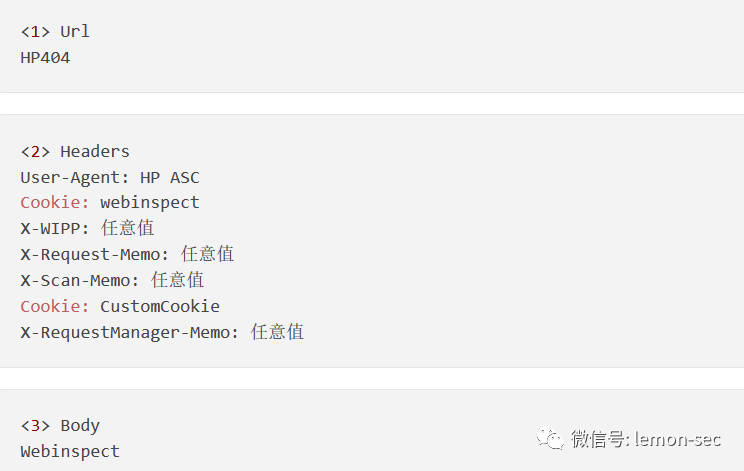 <1> Url
HP404
<2> Headers
User-Agent: HP ASC
Cookie: webinspect
X-WIPP: 任意值
X-Request-Memo: 任意值
X-Scan-Memo: 任意值
Cookie: CustomCookie
X-RequestManager-Memo: 任意值
<3> Body
Webinspect
微信号: lemon-sec